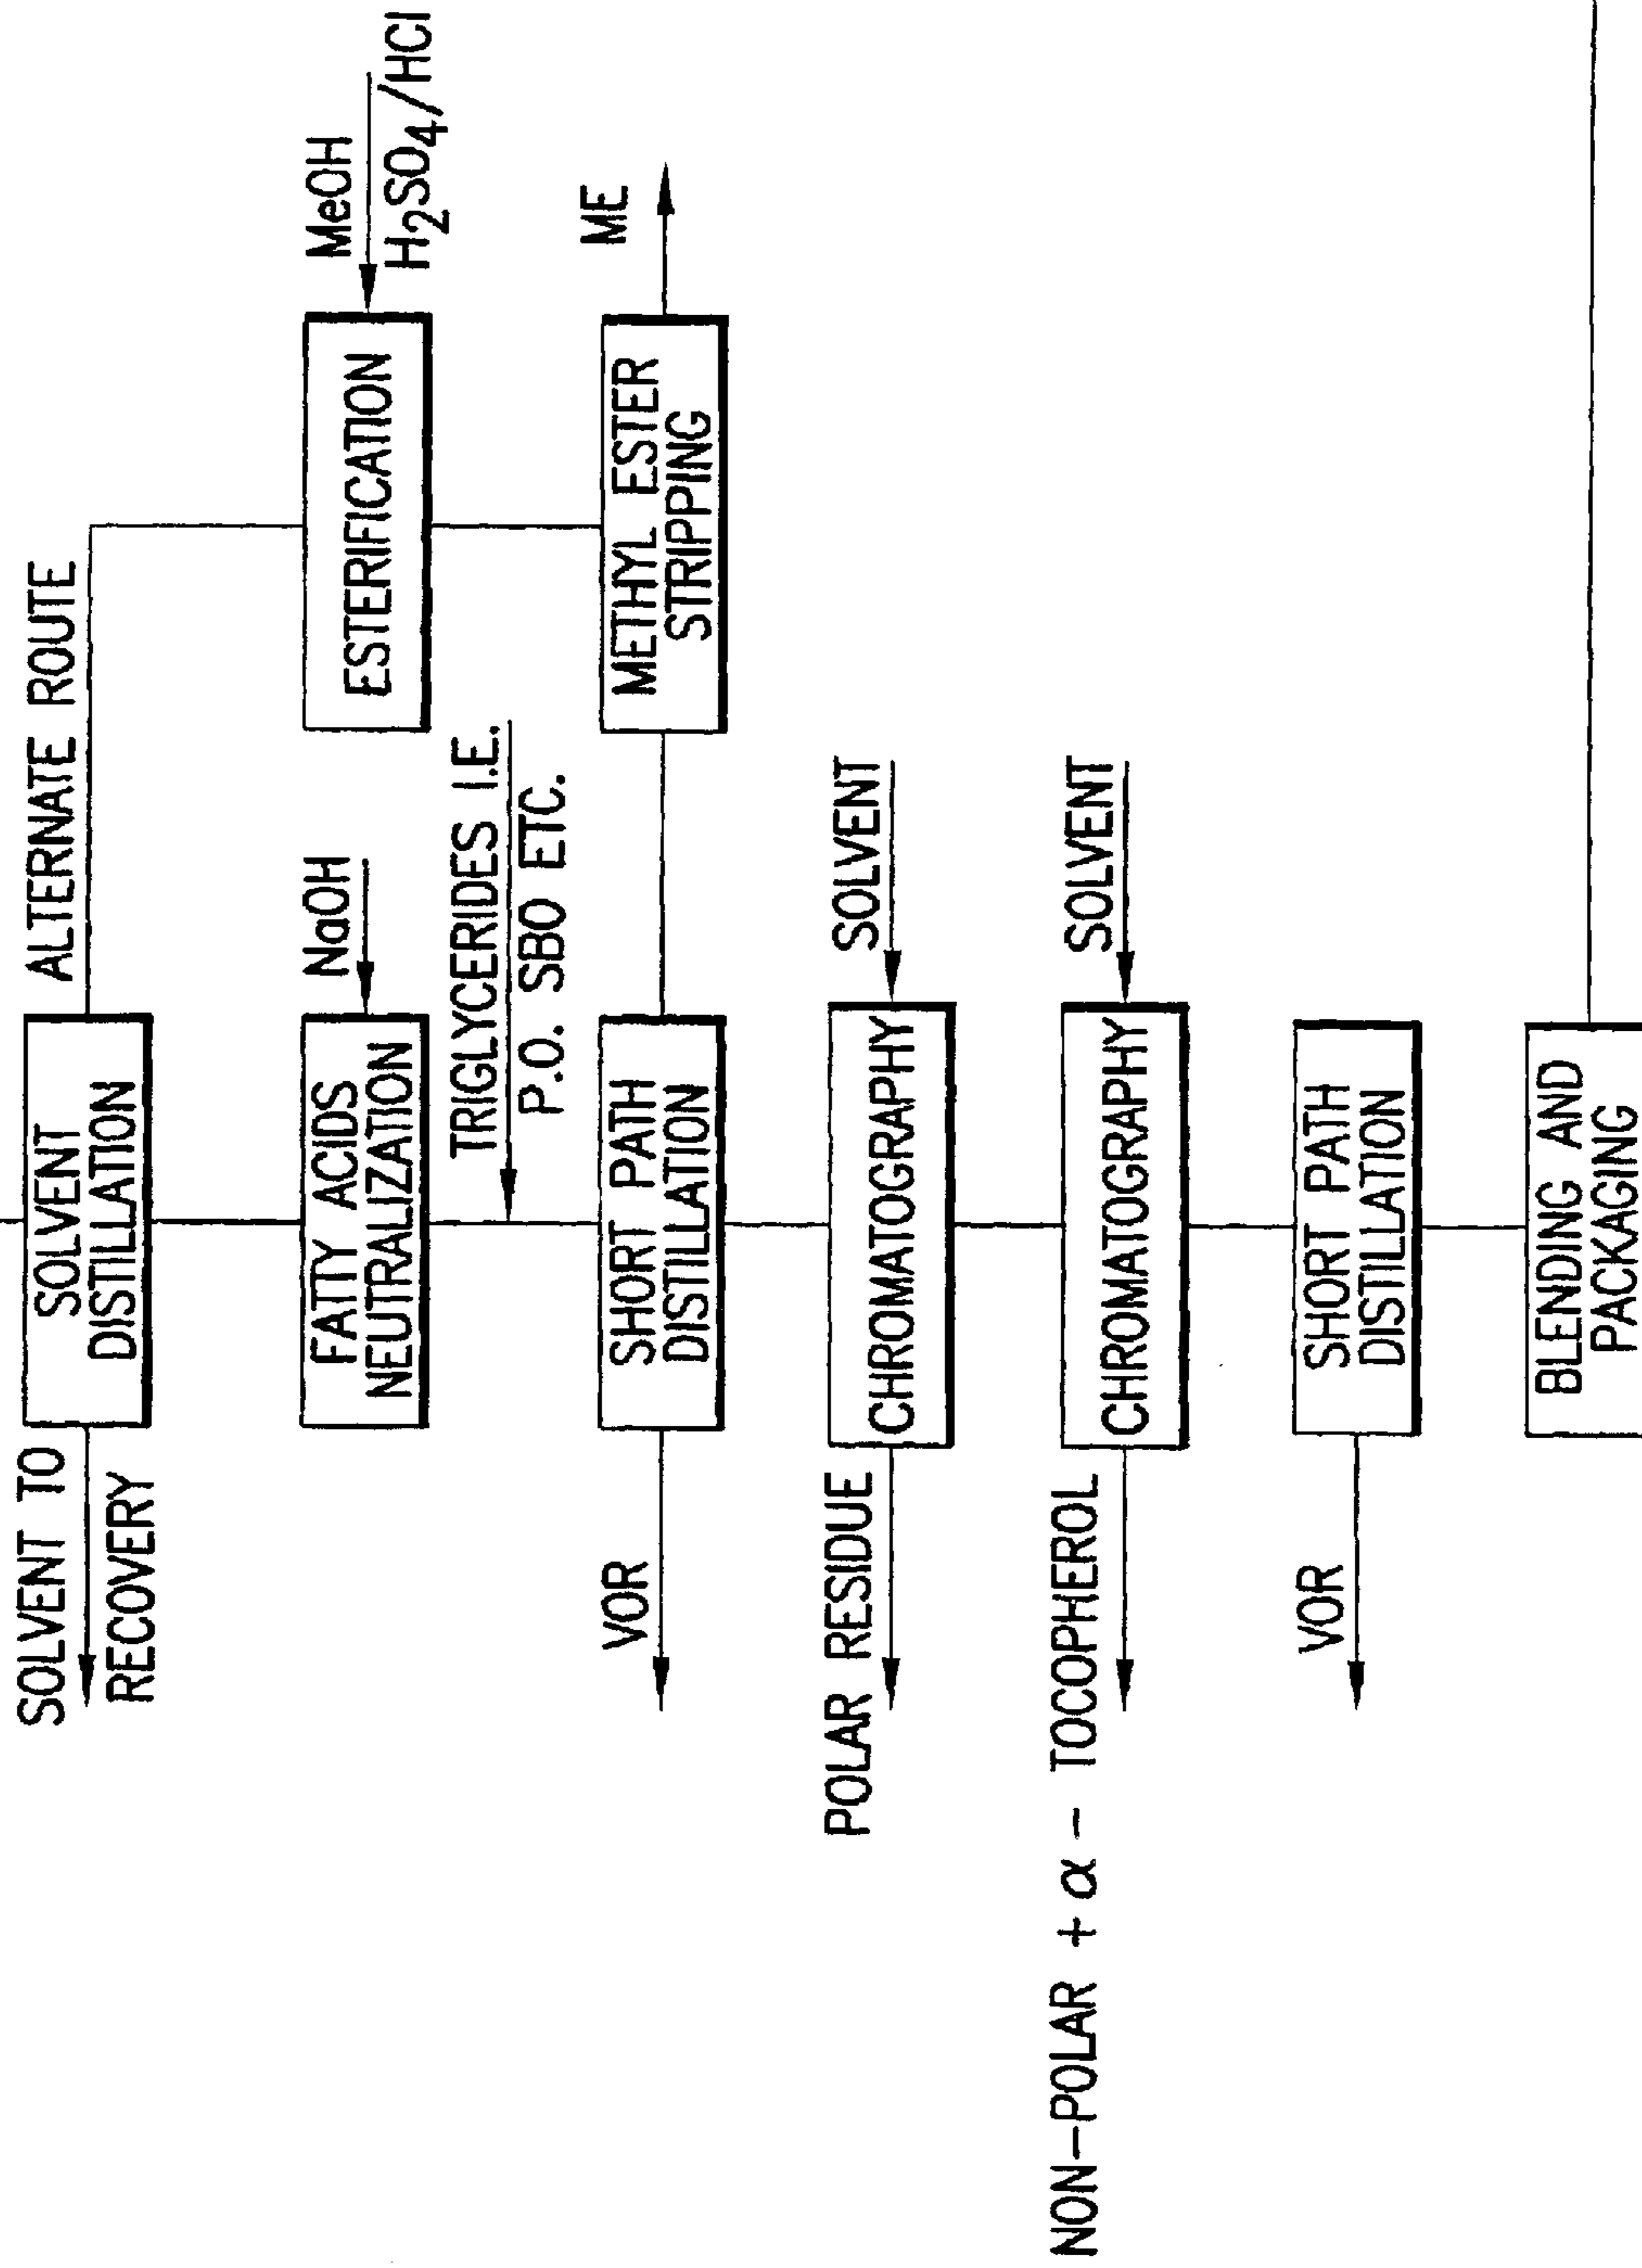 SOLVENT TO
RECOVERY
SOLVENT
DISTILLATION
ALTERNATE ROUTE
FATTY ACIDS
NEUTRALIZATION
NaOH
ESTERIFICATION
MeOH
H₂SO₄/HCl
TRIGLYCERIDES I.E.
P.O. SBO ETC.
VOR
SHORT PATH
DISTILLATION
METHYL ESTER
STRIPPING
ME
POLAR RESIDUE
CHROMATOGRAPHY
SOLVENT
NON-POLAR + α - TOCOPHEROL
CHROMATOGRAPHY
SOLVENT
VOR
SHORT PATH
DISTILLATION
BLENDING AND
PACKAGING